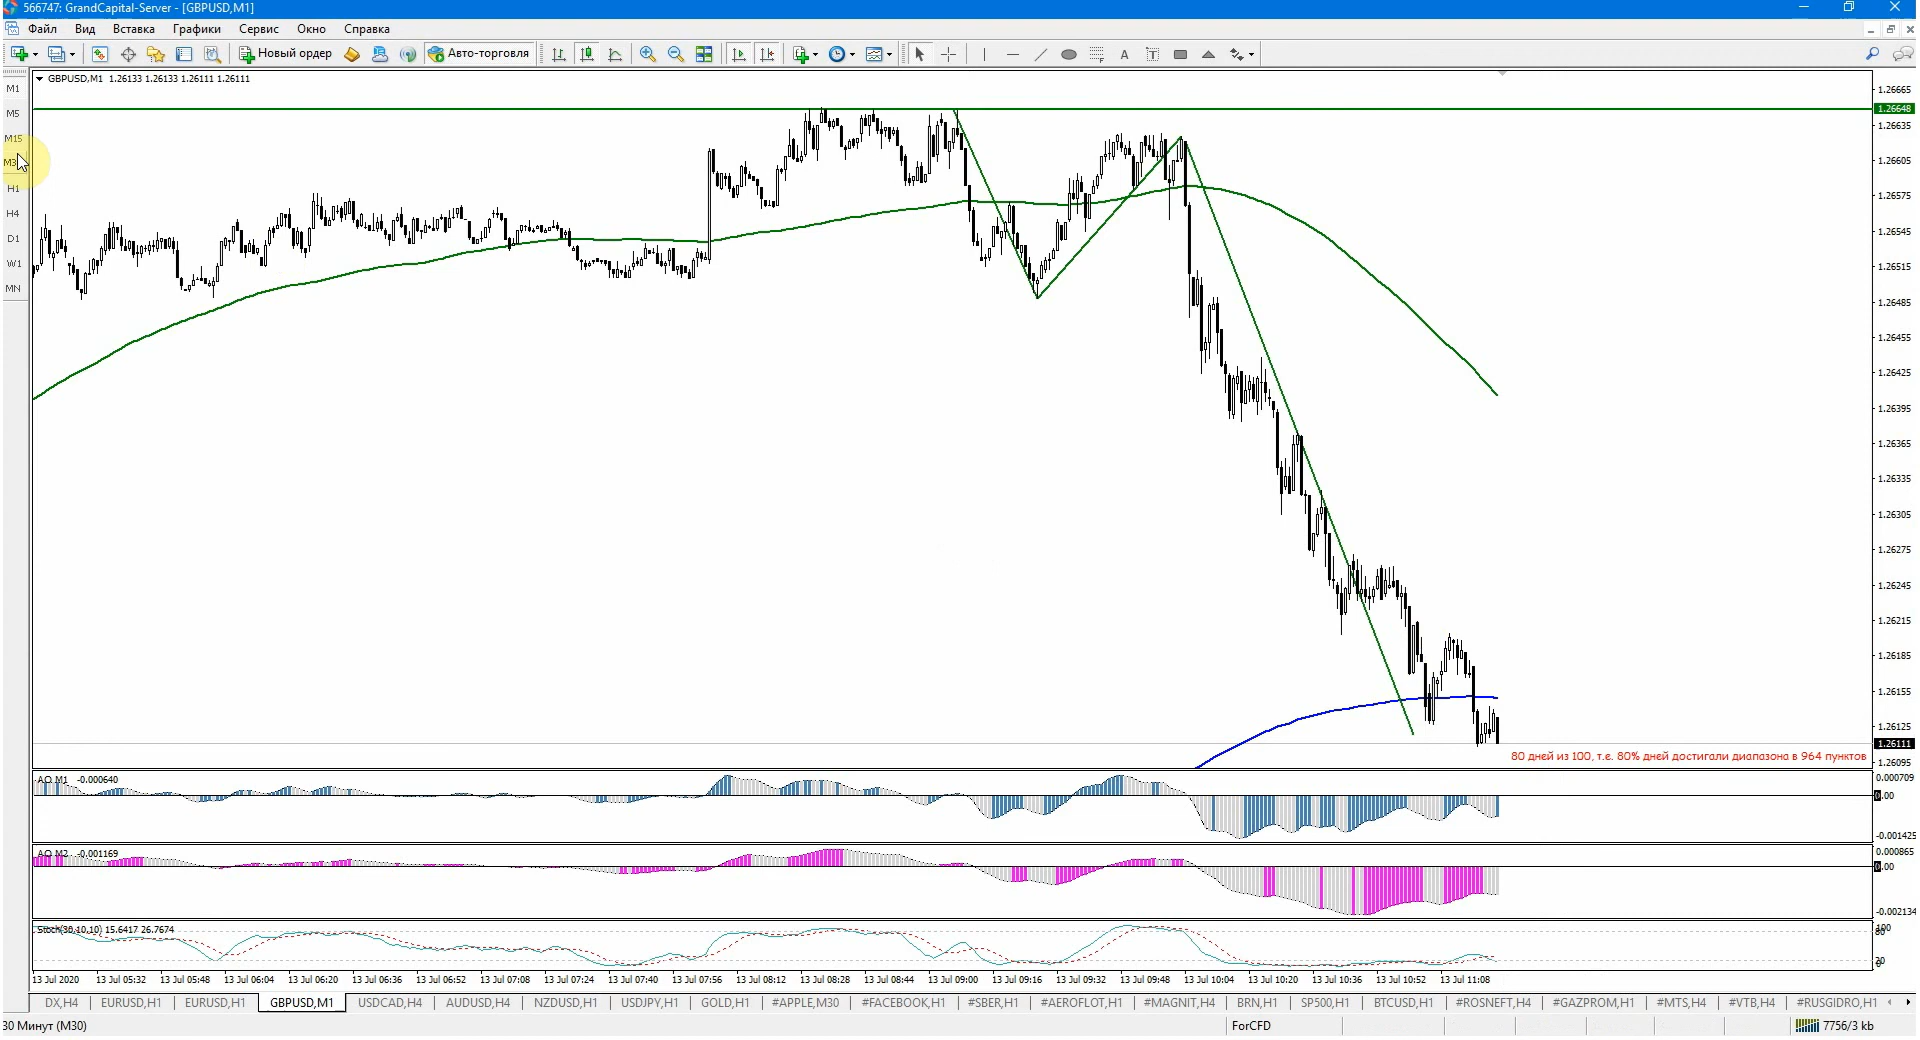 566747: GrandCapital-Server - [GBPUSD,M1]
Файл Вид Вставка Графики Сервис Окно Справка
Новый ордер Авто-торговля
M1
M5
M15
M3
H1
H4
D1
W1
MN
GBPUSD,M1 1.26133 1.26133 1.26111 1.26111
1.26665
1.26648
1.26635
1.26605
1.26575
1.26545
1.26515
1.26485
1.26455
1.26425
1.26395
1.26365
1.26335
1.26305
1.26275
1.26245
1.26215
1.26185
1.26155
1.26125
1.26111
80 дней из 100, т.е. 80% дней достигали диапазона в 964 пунктов
1.26095
AO M1 -0.000640
0.000709
0.00
-0.001425
AO M2 -0.001169
0.000865
0.00
-0.002134
Stoch(30,10,10) 15.6417 26.7674
100
80
20
0
13 Jul 2020 13 Jul 05:32 13 Jul 05:48 13 Jul 06:04 13 Jul 06:20 13 Jul 06:36 13 Jul 06:52 13 Jul 07:08 13 Jul 07:24 13 Jul 07:40 13 Jul 07:56 13 Jul 08:12 13 Jul 08:28 13 Jul 08:44 13 Jul 09:00 13 Jul 09:16 13 Jul 09:32 13 Jul 09:48 13 Jul 10:04 13 Jul 10:20 13 Jul 10:36 13 Jul 10:52 13 Jul 11:08
DX,H4 EURUSD,H1 EURUSD,H1 GBPUSD,M1 USDCAD,H4 AUDUSD,H4 NZDUSD,H1 USDJPY,H1 GOLD,H1 #APPLE,M30 #FACEBOOK,H1 #SBER,H1 #AEROFLOT,H1 #MAGNIT,H4 BRN,H1 SP500,H1 BTCUSD,H1 #ROSNEFT,H4 #GAZPROM,H1 #MTS,H4 #VTB,H4 #RUSGIDRO,H1
30 Минут (M30) ForCFD 7756/3 kb